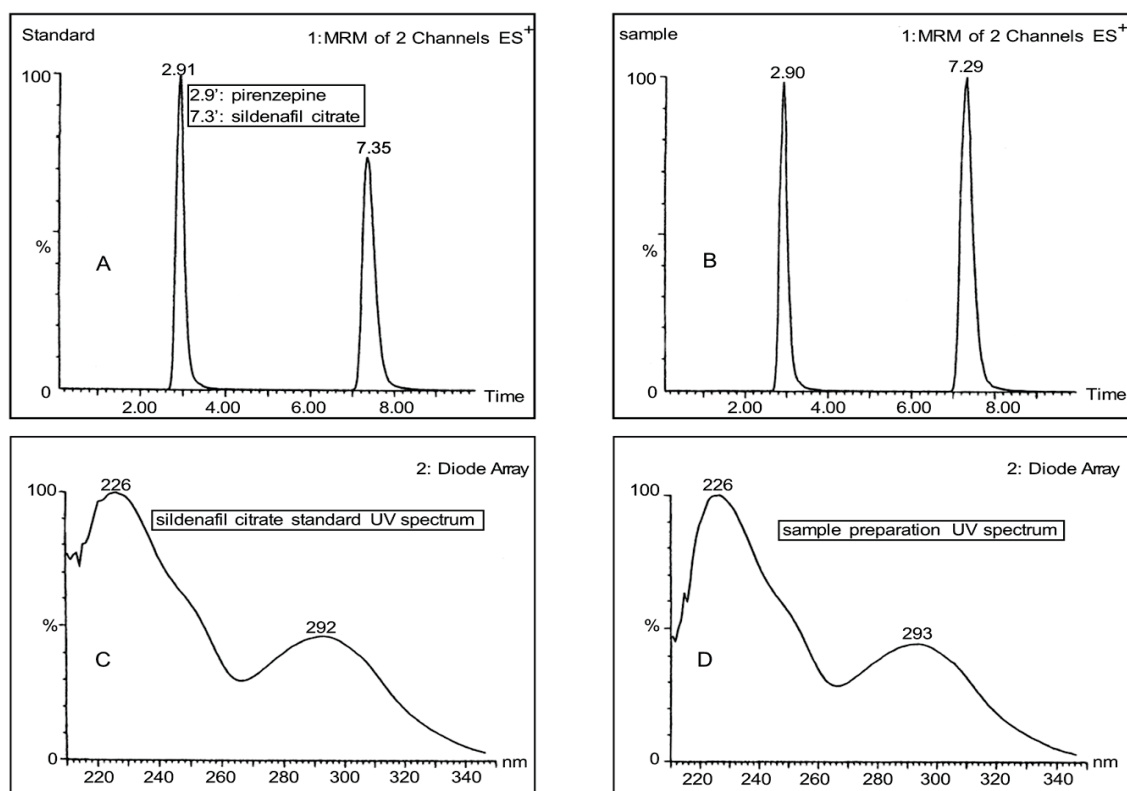 Standard
1:MRM of 2 Channels ES+
2.91
100
2.9': pirenzepine
7.3': sildenafil citrate
7.35
%
A
0
Time
2.00 4.00 6.00 8.00
sample
1:MRM of 2 Channels ES+
2.90
7.29
100
%
B
0
Time
2.00 4.00 6.00 8.00
2: Diode Array
226
100
sildenafil citrate standard UV spectrum
%
292
C
0
nm
220 240 260 280 300 320 340
2: Diode Array
226
100
sample preparation UV spectrum
%
293
D
0
nm
220 240 260 280 300 320 340